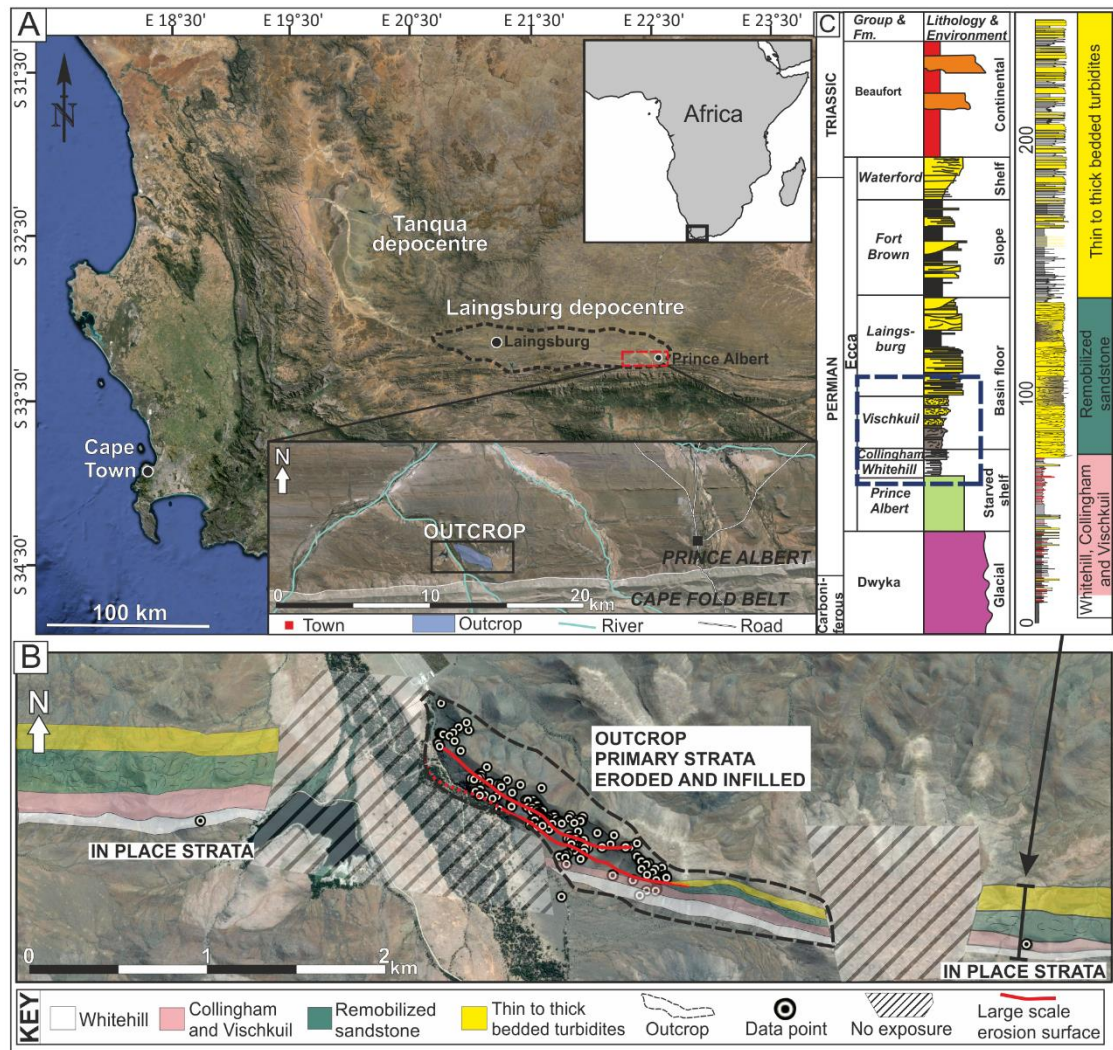 A
E 18°30'
E 19°30'
E 20°30'
E 21°30'
E 22°30'
E 23°30'
S 31°30'
S 32°30'
S 33°30'
S 34°30'
N
Africa
Tanqua
depocentre
Laingsburg depocentre
Laingsburg
Prince Albert
Cape
Town
100 km
N
OUTCROP
PRINCE ALBERT
0 10 20
km
CAPE FOLD BELT
Town Outcrop River Road
C
Group &
Fm.
Lithology &
Environment
TRIASSIC
PERMIAN
Carboni-
ferous
Ecca
Beaufort
Waterford
Fort
Brown
Laings-
burg
Vischkuil
Collingham
Whitehill
Prince
Albert
Dwyka
Continental
Shelf
Slope
Basin floor
Starved
shelf
Glacial
200
100
0
Thin to thick
bedded turbidites
Remobilized
sandstone
Whitehill, Collingham
and Vischkuil
B
N
IN PLACE STRATA
OUTCROP
PRIMARY STRATA
ERODED AND INFILLED
IN PLACE STRATA
0 1 2
km
KEY
Whitehill
Collingham
and Vischkuil
Remobilized
sandstone
Thin to thick
bedded turbidites
Outcrop
Data
point
No exposure
Large scale
erosion surface